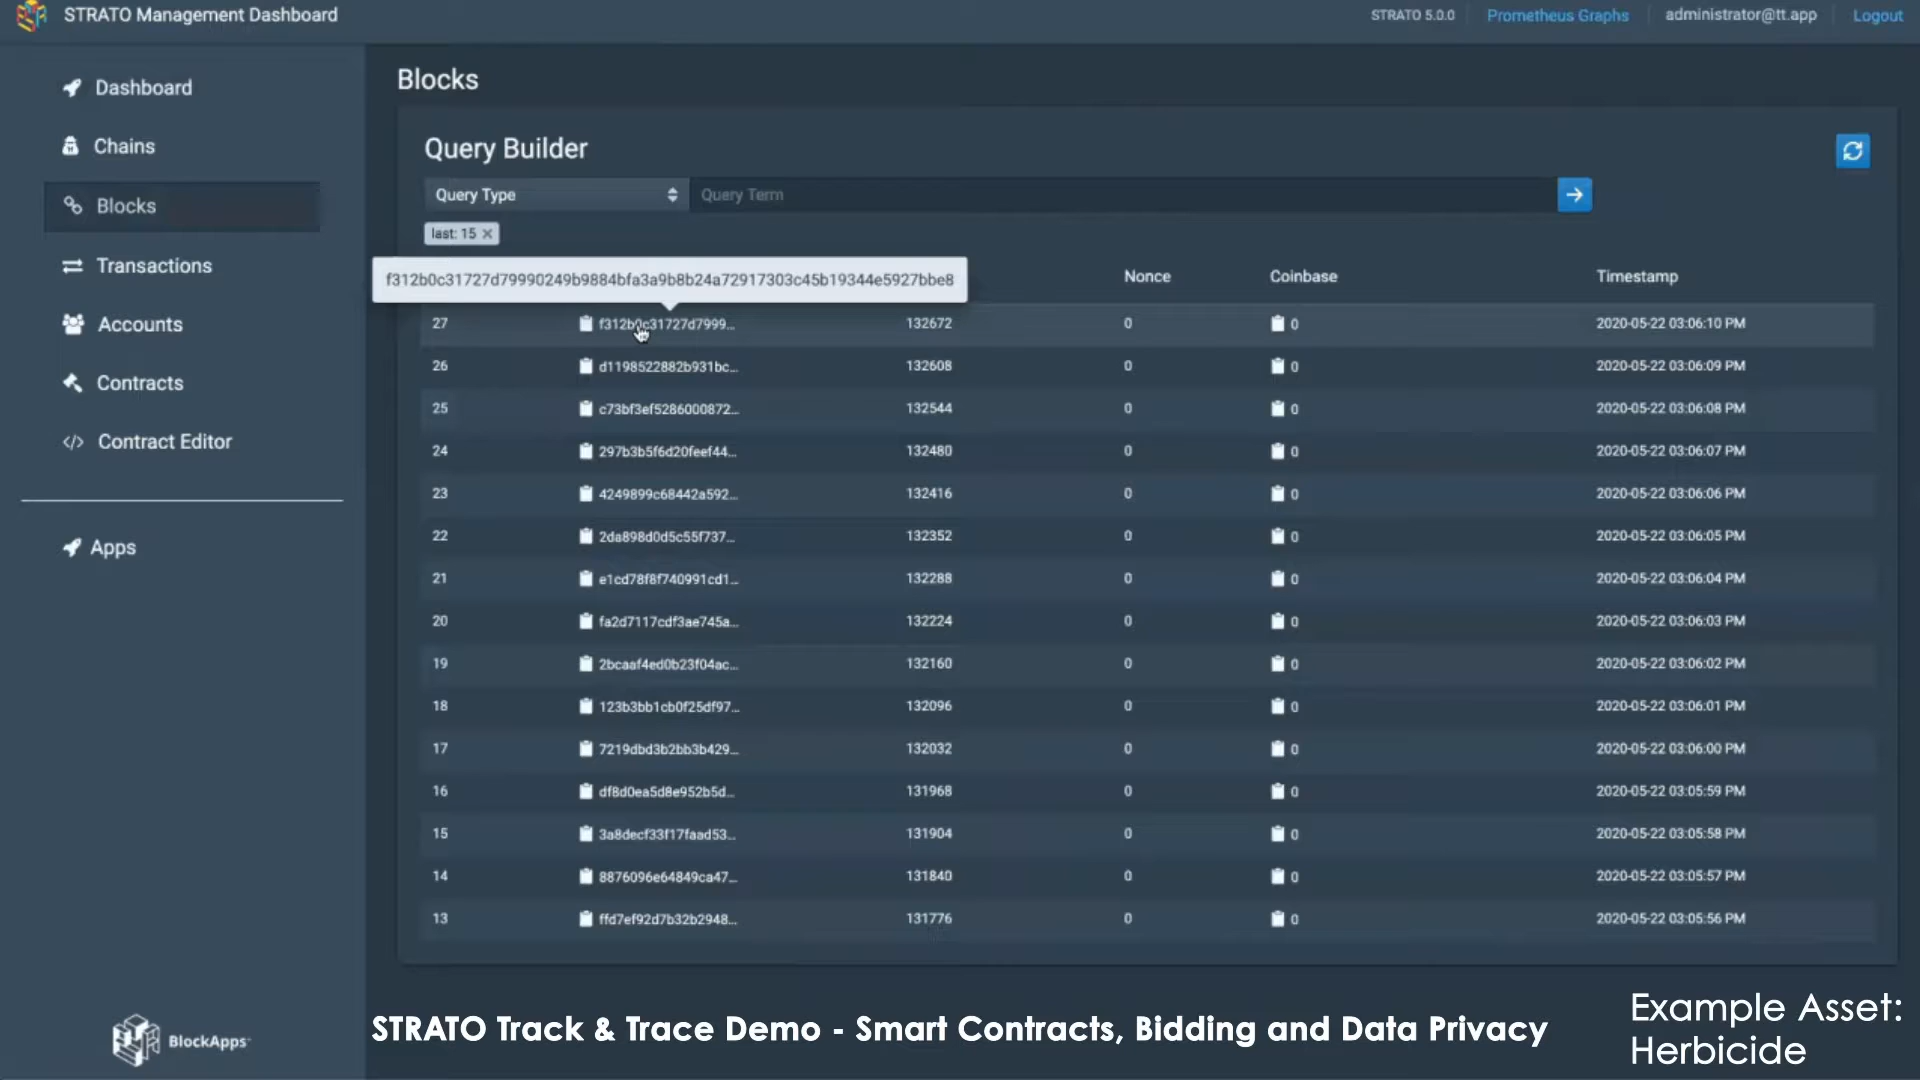 STRATO Management Dashboard
STRATO 5.0.0 Prometheus Graphs administrator@tt.app Logout
Dashboard
Chains
Blocks
Transactions
Accounts
Contracts
Contract Editor
Apps
BlockApps
Blocks
Query Builder
Query Type Query Term
last: 15
f312b0c31727d79990249b9884bfa3a9b8b24a72917303c45b19344e5927bbe8
Nonce Coinbase Timestamp
27 f312b0c31727d7999... 132672 0 0 2020-05-22 03:06:10 PM
26 d1198522882b931bc... 132608 0 0 2020-05-22 03:06:09 PM
25 c73bf3ef5286000872... 132544 0 0 2020-05-22 03:06:08 PM
24 297b3b5f6d20feef44... 132480 0 0 2020-05-22 03:06:07 PM
23 4249899c68442a592... 132416 0 0 2020-05-22 03:06:06 PM
22 2da898d0d5c55f737... 132352 0 0 2020-05-22 03:06:05 PM
21 e1cd78f8f740991cd1... 132288 0 0 2020-05-22 03:06:04 PM
20 fa2d7117cdf3ae745a... 132224 0 0 2020-05-22 03:06:03 PM
19 2bcaaf4ed0b23f04ac... 132160 0 0 2020-05-22 03:06:02 PM
18 123b3bb1cb0f25df97... 132096 0 0 2020-05-22 03:06:01 PM
17 7219dbd3b2bb3b429... 132032 0 0 2020-05-22 03:06:00 PM
16 df8d0ea5d8e952b5d... 131968 0 0 2020-05-22 03:05:59 PM
15 3a8decf33f17faad53... 131904 0 0 2020-05-22 03:05:58 PM
14 8876096e64849ca47... 131840 0 0 2020-05-22 03:05:57 PM
13 ffd7ef92d7b32b2948... 131776 0 0 2020-05-22 03:05:56 PM
STRATO Track & Trace Demo - Smart Contracts, Bidding and Data Privacy
Example Asset:
Herbicide